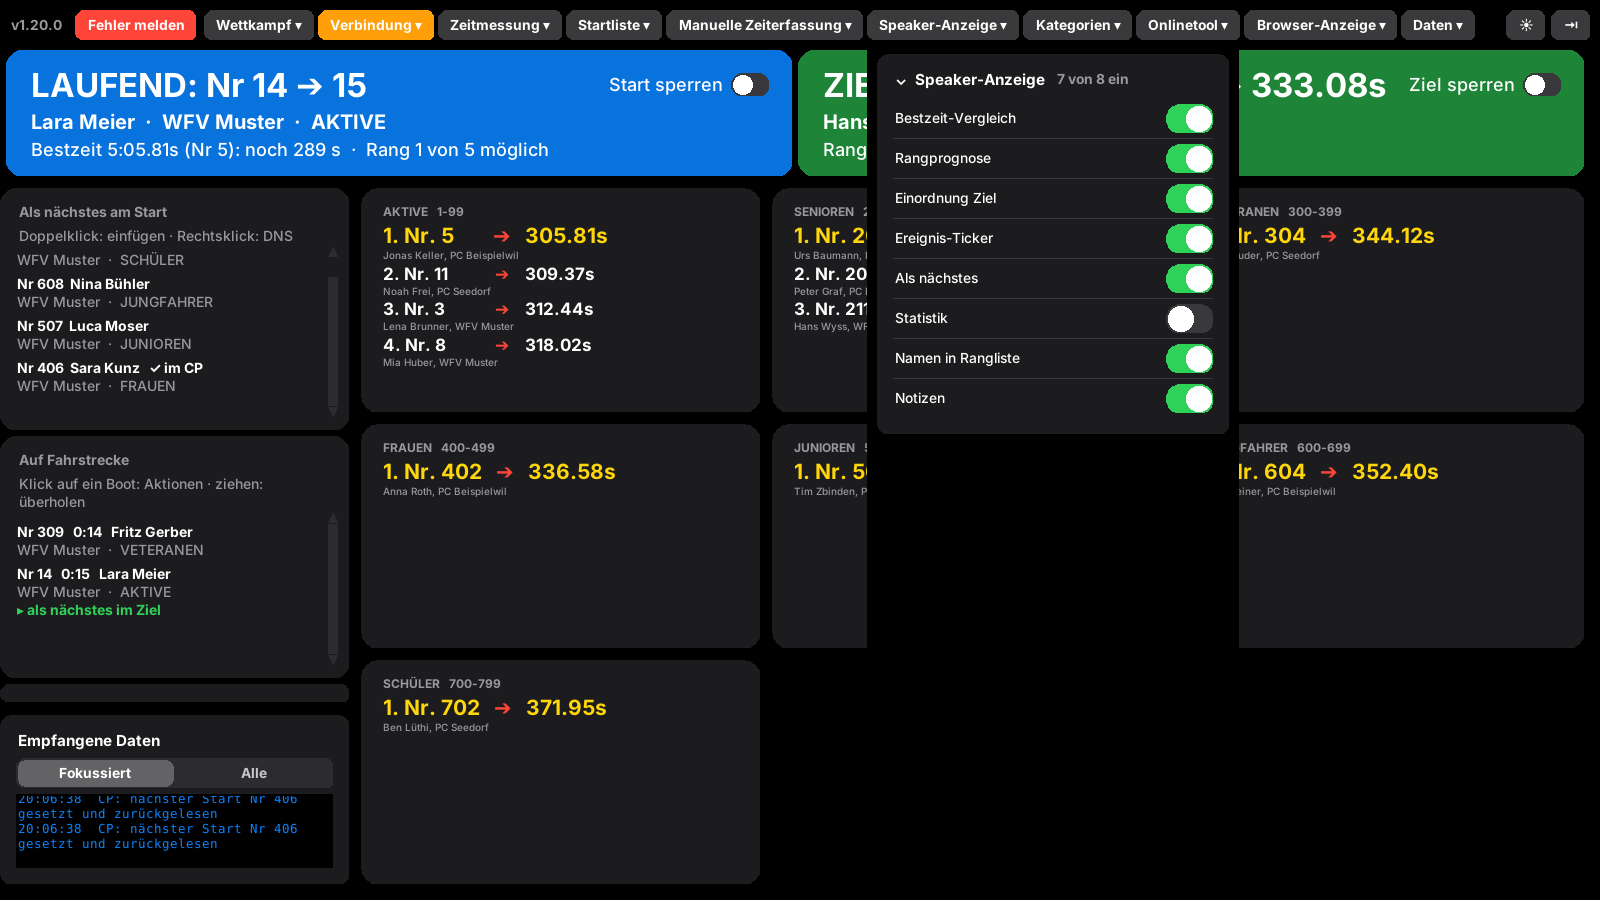 v1.20.0 Fehler melden Wettkampf ▾ Verbindung ▾ Zeitmessung ▾ Startliste ▾ Manuelle Zeiterfassung ▾ Speaker-Anzeige ▾ Kategorien ▾ Onlinetool ▾ Browser-Anzeige ▾ Daten ▾
LAUFEND: Nr 14 → 15
Start sperren
Lara Meier · WFV Muster · AKTIVE
Bestzeit 5:05.81s (Nr 5): noch 289 s · Rang 1 von 5 möglich
ZIE
333.08s
Ziel sperren
Hans
Rang
Speaker-Anzeige 7 von 8 ein
Bestzeit-Vergleich
Rangprognose
Einordnung Ziel
Ereignis-Ticker
Als nächstes
Statistik
Namen in Rangliste
Notizen
Als nächstes am Start
Doppelklick: einfügen · Rechtsklick: DNS
WFV Muster · SCHÜLER
Nr 608 Nina Bühler
WFV Muster · JUNGFAHRER
Nr 507 Luca Moser
WFV Muster · JUNIOREN
Nr 406 Sara Kunz ✓ im CP
WFV Muster · FRAUEN
Auf Fahrstrecke
Klick auf ein Boot: Aktionen · ziehen:
überholen
Nr 309 0:14 Fritz Gerber
WFV Muster · VETERANEN
Nr 14 0:15 Lara Meier
WFV Muster · AKTIVE
▸ als nächstes im Ziel
Empfangene Daten
Fokussiert Alle
20:06:38 CP: nächster Start Nr 406
gesetzt und zurückgelesen
20:06:38 CP: nächster Start Nr 406
gesetzt und zurückgelesen
AKTIVE 1-99
1. Nr. 5 → 305.81s
Jonas Keller, PC Beispielwil
2. Nr. 11 → 309.37s
Noah Frei, PC Seedorf
3. Nr. 3 → 312.44s
Lena Brunner, WFV Muster
4. Nr. 8 → 318.02s
Mia Huber, WFV Muster
SENIOREN 2
1. Nr. 20
Urs Baumann,
2. Nr. 20
Peter Graf, PC
3. Nr. 211
Hans Wyss, WF
RANEN 300-399
Nr. 304 → 344.12s
uder, PC Seedorf
FRAUEN 400-499
1. Nr. 402 → 336.58s
Anna Roth, PC Beispielwil
JUNIOREN 5
1. Nr. 50
Tim Zbinden, P
FAHRER 600-699
Nr. 604 → 352.40s
einer, PC Beispielwil
SCHÜLER 700-799
1. Nr. 702 → 371.95s
Ben Lüthi, PC Seedorf